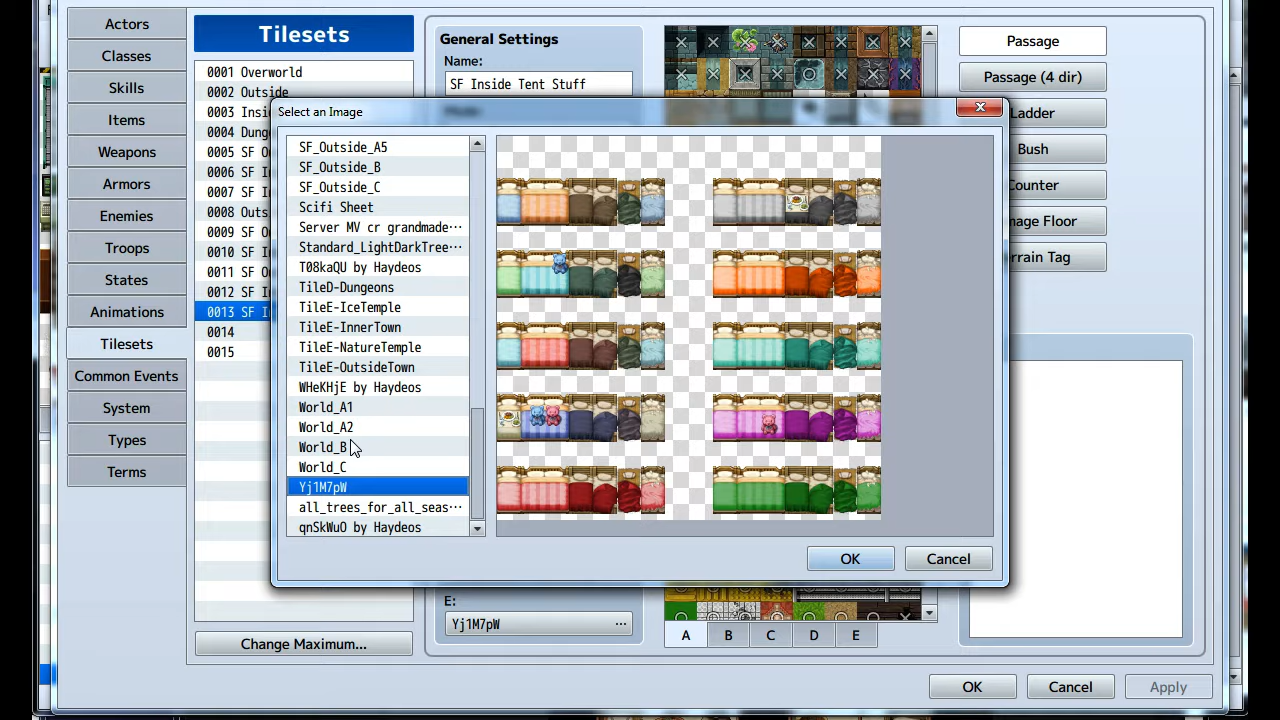 Actors
Classes
Skills
Items
Weapons
Armors
Enemies
Troops
States
Animations
Tilesets
Common Events
System
Types
Terms
Tilesets
0001 Overworld
0002 Outside
0003 Insi
0004 Dung
0005 SF O
0006 SF I
0007 SF
0008 Outs
0009 SF O
0010 SF I
0011 SF O
0012 SF I
0013 SF I
0014
0015
Change Maximum...
General Settings
Name:
SF Inside Tent Stuff
Select an Image
SF_Outside_A5
SF_Outside_B
SF_Outside_C
Scifi Sheet
Server MV cr grandmade···
Standard_LightDarkTree···
T08kaQU by Haydeos
TileD-Dungeons
TileE-IceTemple
TileE-InnerTown
TileE-NatureTemple
TileE-OutsideTown
WHeKHjE by Haydeos
World_A1
World_A2
World_B
World_C
Yj1M7pW
all_trees_for_all_seas···
qnSkWuO by Haydeos
OK
Cancel
E:
Yj1M7pW ...
A B C D E
Passage
Passage (4 dir)
Ladder
Bush
Counter
mage Floor
rrain Tag
OK
Cancel
Apply